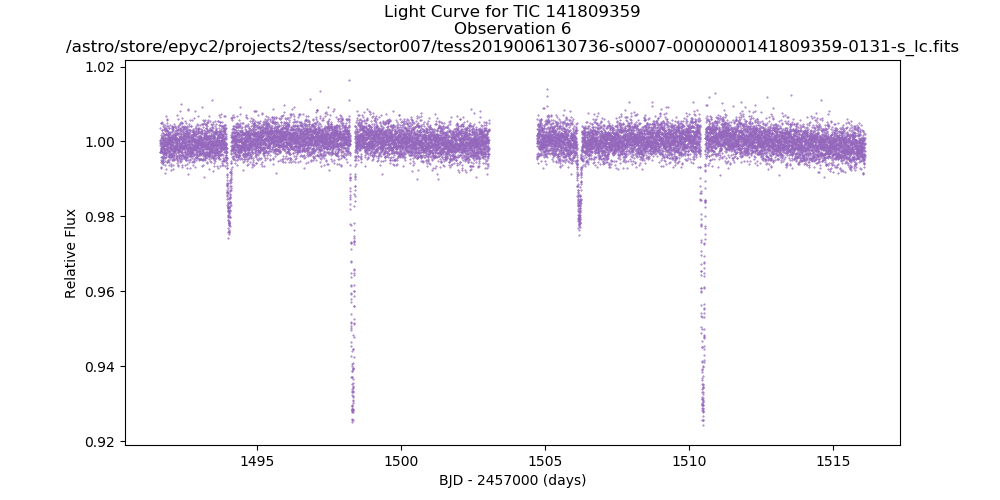 Light Curve for TIC 141809359
Observation 6
/astro/store/epyc2/projects2/tess/sector007/tess2019006130736-s0007-0000000141809359-0131-s_lc.fits
1.02
1.00
0.98
0.96
0.94
0.92
Relative Flux
1495
1500
1505
1510
1515
BJD - 2457000 (days)